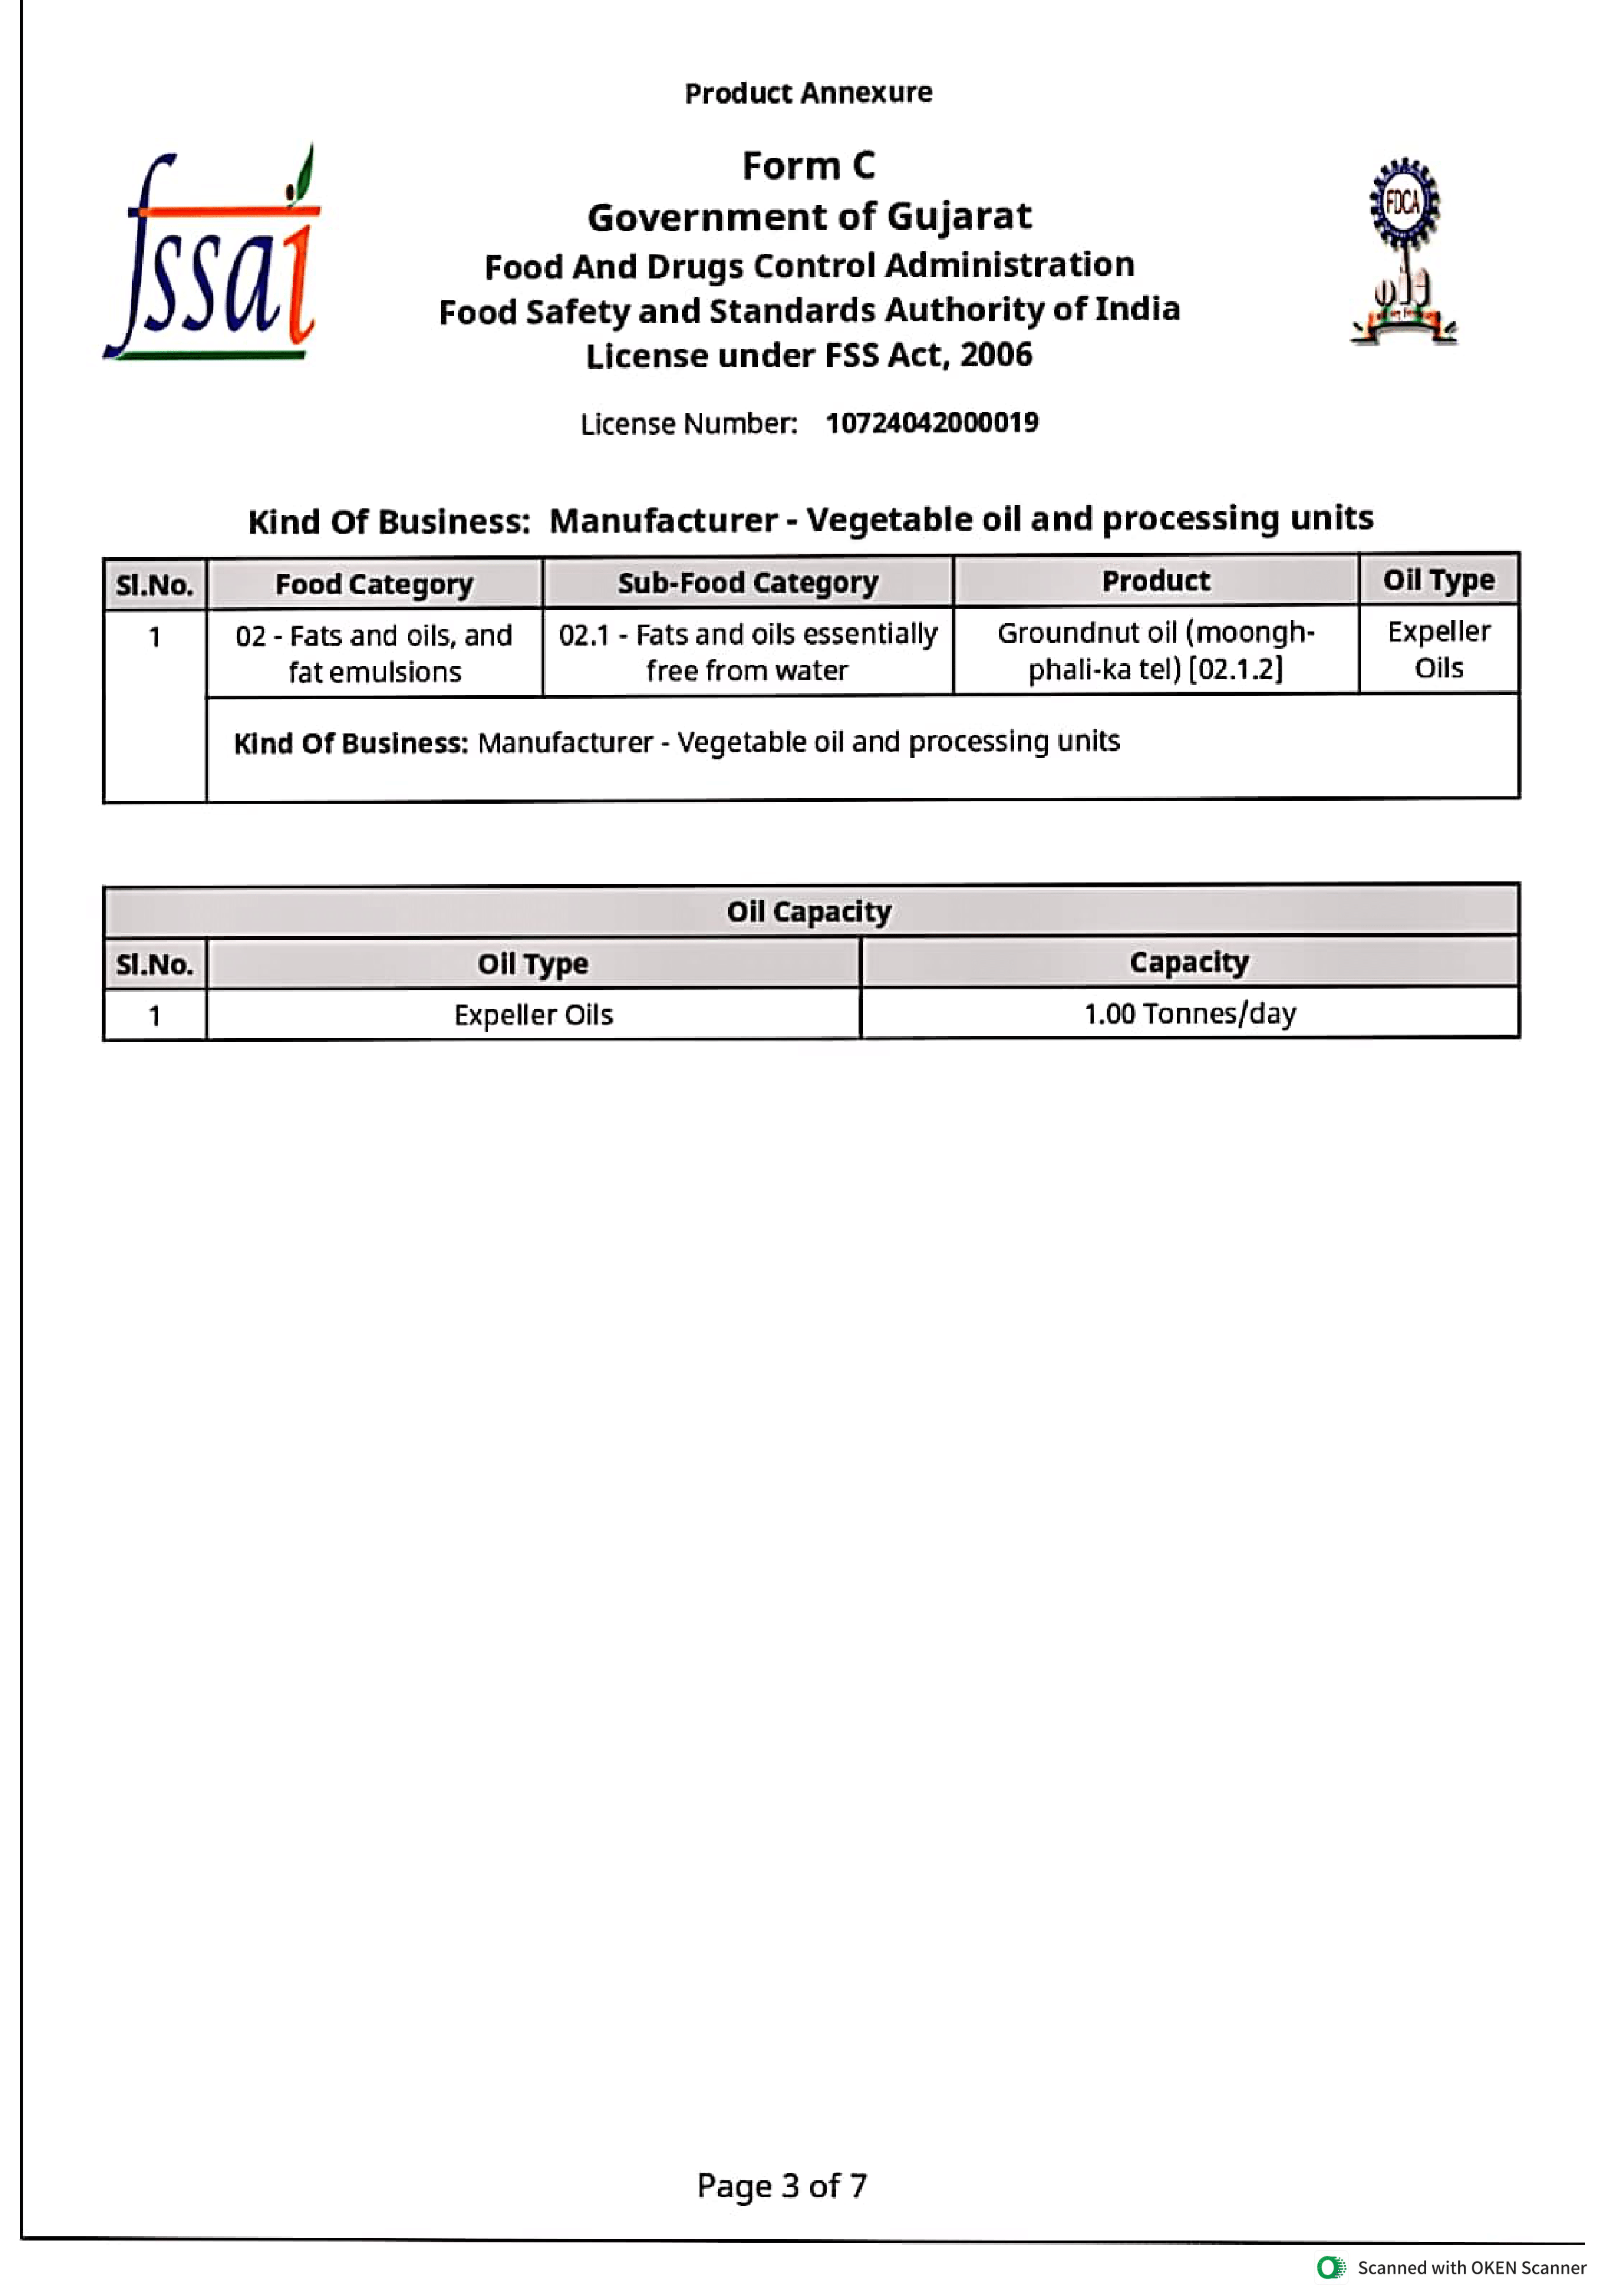 Product Annexure
fssai
Form C
Government of Gujarat
Food And Drugs Control Administration
Food Safety and Standards Authority of India
License under FSS Act, 2006
FDCA
License Number: 10724042000019
Kind Of Business: Manufacturer - Vegetable oil and processing units
Sl.No. Food Category Sub-Food Category Product Oil Type
1 02 - Fats and oils, and 02.1 - Fats and oils essentially Groundnut oil (moongh- Expeller
fat emulsions free from water phali-ka tel) [02.1.2] Oils
Kind Of Business: Manufacturer - Vegetable oil and processing units
Oil Capacity
Sl.No. Oil Type Capacity
1 Expeller Oils 1.00 Tonnes/day
Page 3 of 7
Scanned with OKEN Scanner